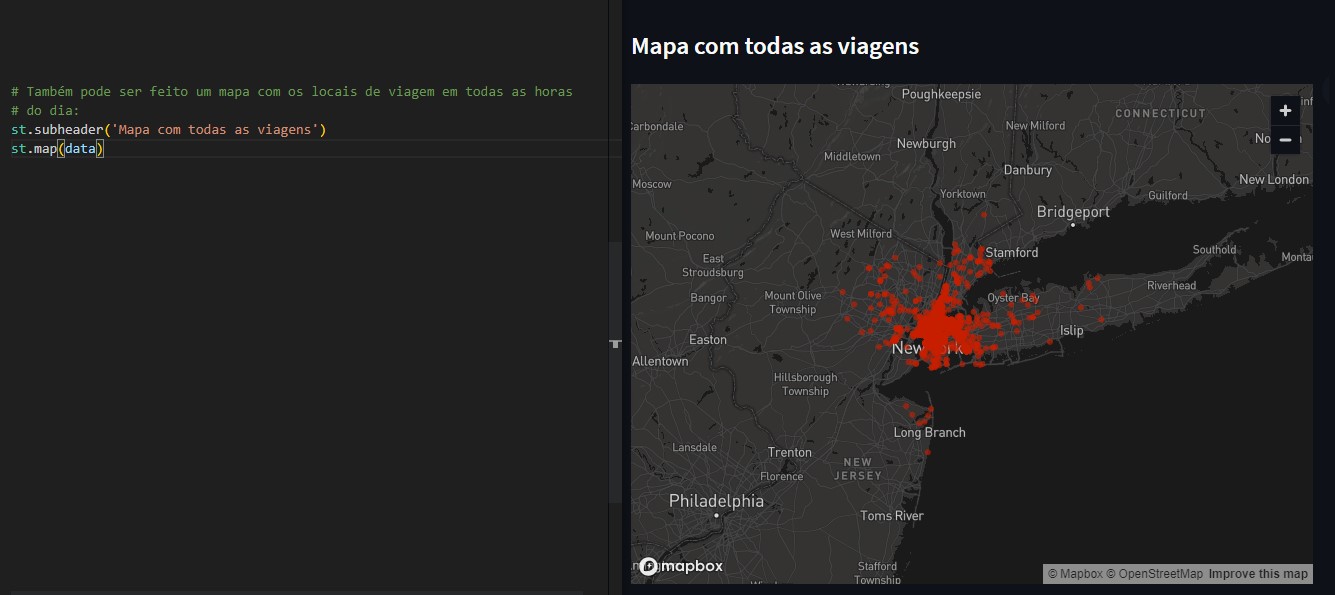 # Também pode ser feito um mapa com os locais de viagem em todas as horas
# do dia:
st.subheader('Mapa com todas as viagens')
st.map(data)
Mapa com todas as viagens
Poughkeepsie
CONNECTICUT
Carbondale
New Milford
Newburgh
Middletown
Danbury
New London
Moscow
Yorktown
Guilford
Bridgeport
West Milford
Mount Pocono
Stamford
Southold
East
Stroudsburg
Riverhead
Bangor
Mount Olive
Township
Oyster Bay
Islip
Easton
New York
Allentown
Hillsborough
Township
Long Branch
Lansdale
Trenton
NEW
JERSEY
Florence
Philadelphia
Toms River
Stafford
Township
mapbox
© Mapbox © OpenStreetMap Improve this map